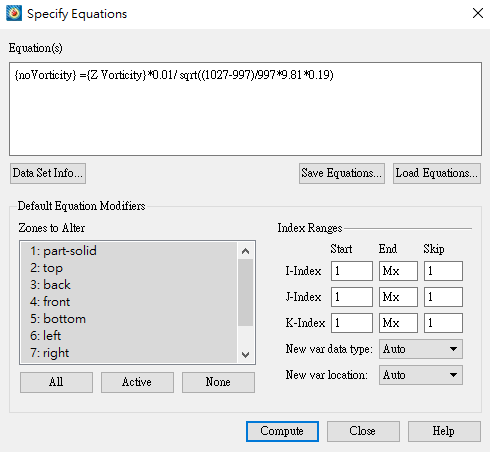 Specify Equations
Equation(s)
{noVorticity} ={Z Vorticity}*0.01/ sqrt((1027-997)/997*9.81*0.19)
Data Set Info... Save Equations... Load Equations...
Default Equation Modifiers
Zones to Alter
1: part-solid
2: top
3: back
4: front
5: bottom
6: left
7: right
All Active None
Index Ranges
Start End Skip
I-Index 1 Mx 1
J-Index 1 Mx 1
K-Index 1 Mx 1
New var data type: Auto
New var location: Auto
Compute Close Help